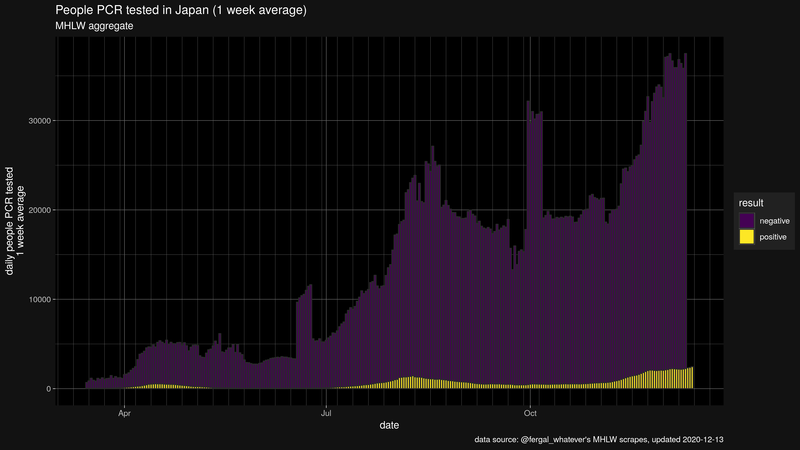 People PCR tested in Japan (1 week average)
MHLW aggregate
daily people PCR tested
1 week average
30000
20000
10000
0
Apr
Jul
Oct
date
result
negative
positive
data source: @fergal_whatever's MHLW scrapes, updated 2020-12-13